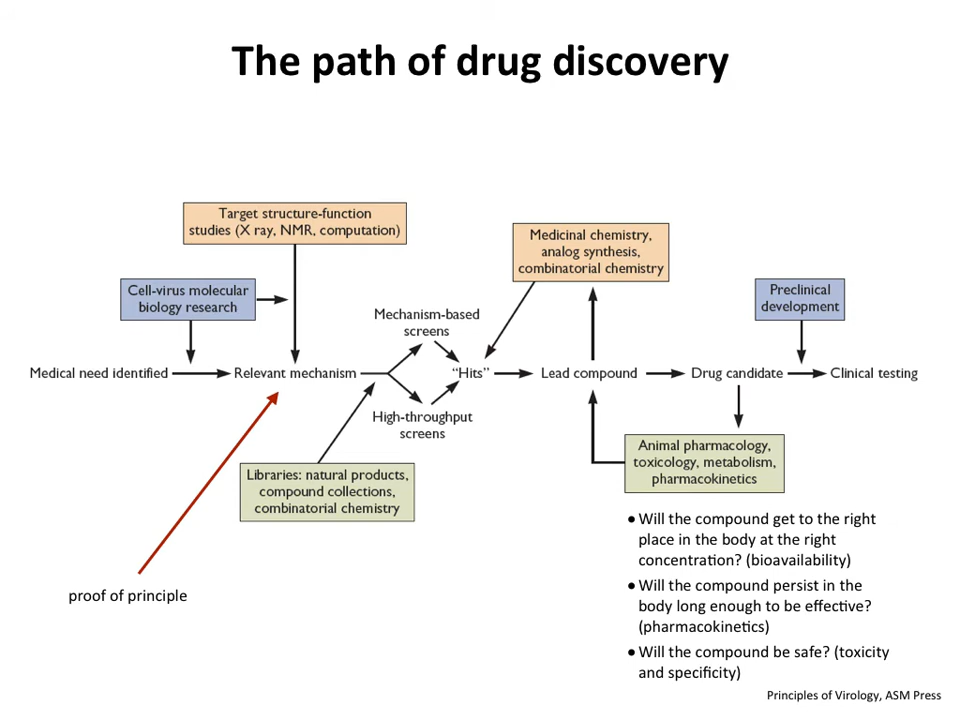 The path of drug discovery
Target structure-function
studies (X ray, NMR, computation)
Medicinal chemistry,
analog synthesis,
combinatorial chemistry
Cell-virus molecular
biology research
Preclinical
development
Mechanism-based
screens
Medical need identified
Relevant mechanism
“Hits”
Lead compound
Drug candidate
Clinical testing
High-throughput
screens
Libraries: natural products,
compound collections,
combinatorial chemistry
Animal pharmacology,
toxicology, metabolism,
pharmacokinetics
proof of principle
• Will the compound get to the right
place in the body at the right
concentration? (bioavailability)
• Will the compound persist in the
body long enough to be effective?
(pharmacokinetics)
• Will the compound be safe? (toxicity
and specificity)
Principles of Virology, ASM Press